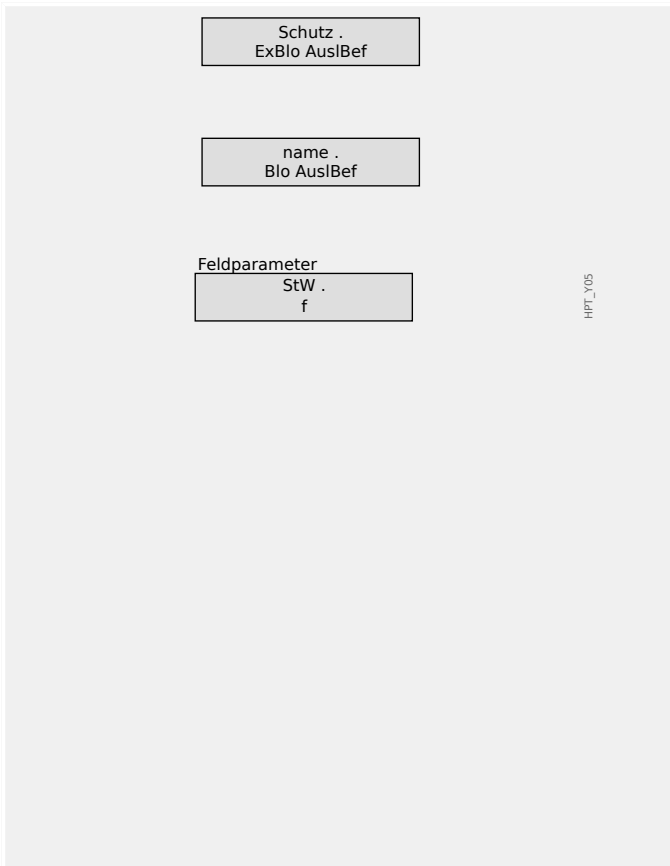 Schutz .
ExBlo AuslBef
name .
Blo AuslBef
Feldparameter
StW .
f
HPT_Y05